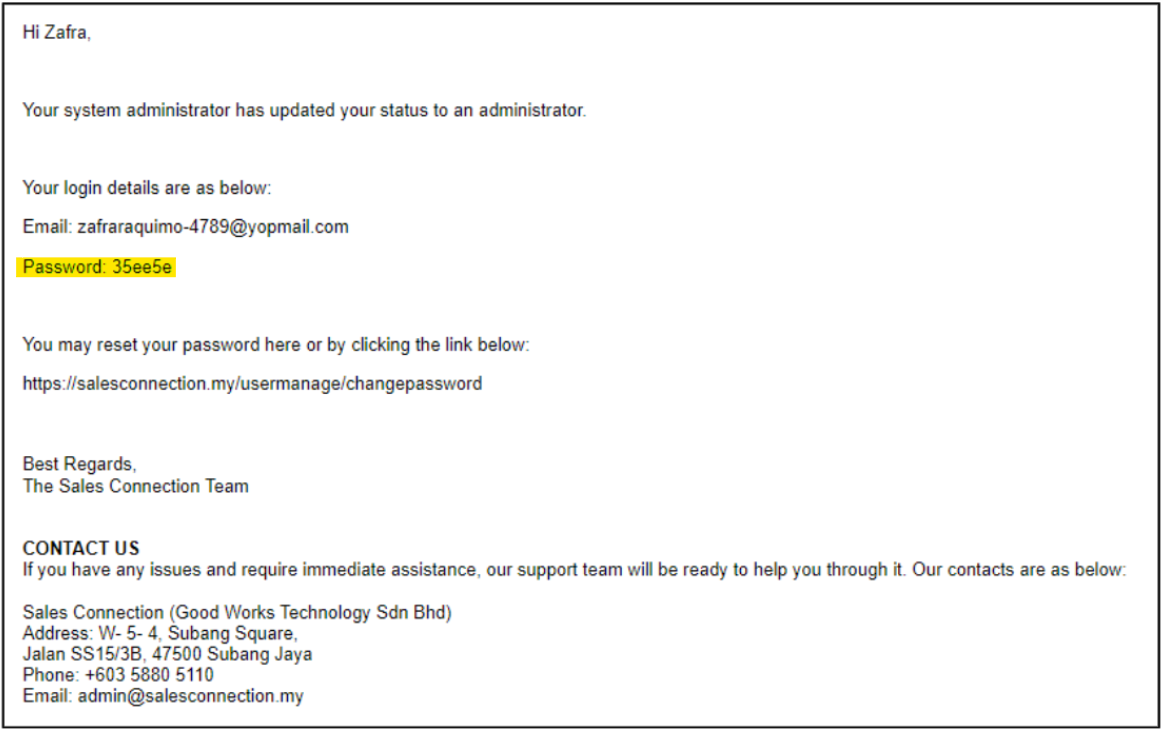 Hi Zafra,
Your system administrator has updated your status to an administrator.
Your login details are as below:
Email: zafraraquimo-4789@yopmail.com
Password: 35ee5e
You may reset your password here or by clicking the link below:
https://salesconnection.my/usermanage/changepassword
Best Regards,
The Sales Connection Team
CONTACT US
If you have any issues and require immediate assistance, our support team will be ready to help you through it. Our contacts are as below:
Sales Connection (Good Works Technology Sdn Bhd)
Address: W- 5- 4, Subang Square,
Jalan SS15/3B, 47500 Subang Jaya
Phone: +603 5880 5110
Email: admin@salesconnection.my